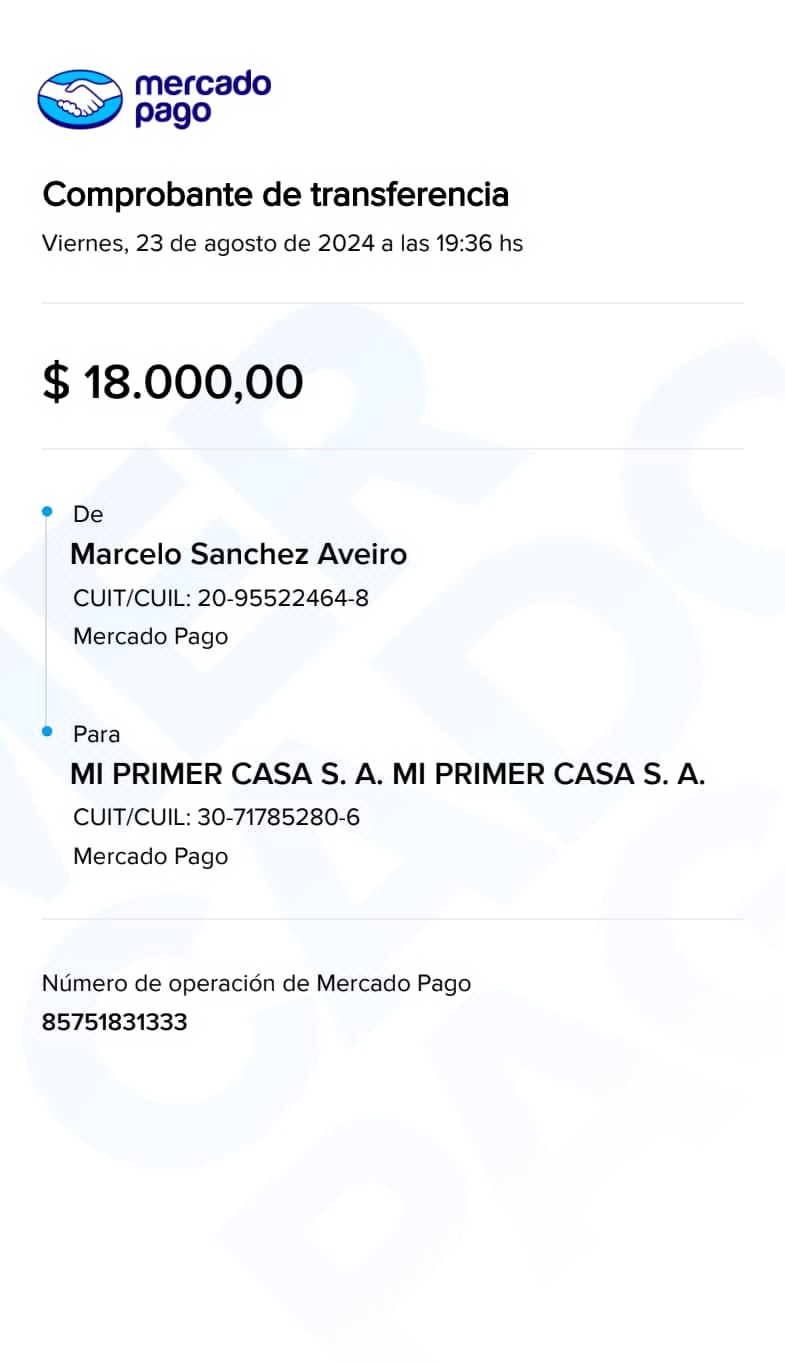 mercado
pago
Comprobante de transferencia
Viernes, 23 de agosto de 2024 a las 19:36 hs
$ 18.000,00
De
Marcelo Sanchez Aveiro
CUIT/CUIL: 20-95522464-8
Mercado Pago
Para
MI PRIMER CASA S. A. MI PRIMER CASA S. A.
CUIT/CUIL: 30-71785280-6
Mercado Pago
Número de operación de Mercado Pago
85751831333